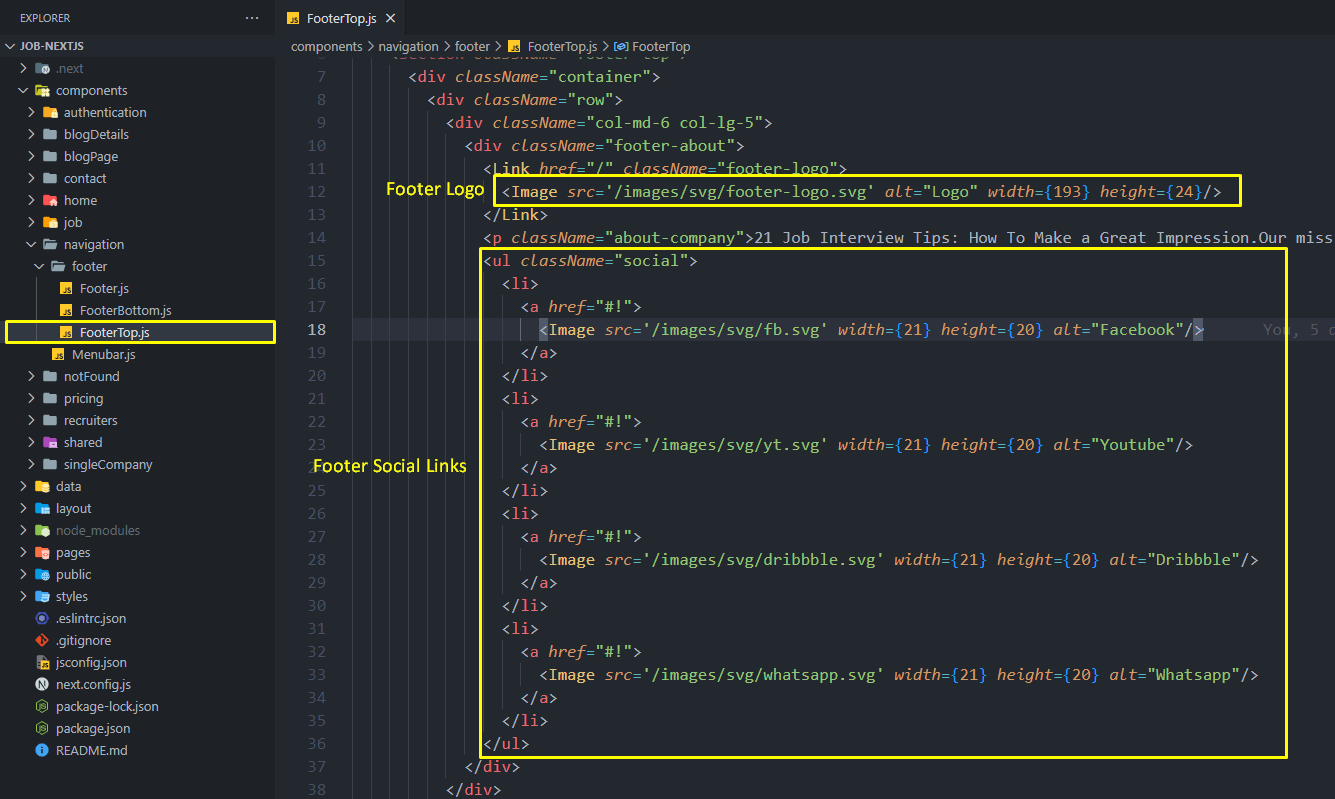 EXPLORER
···
JS FooterTop.js ×
JOB-NEXTJS
components > navigation > footer > JS FooterTop.js > FooterTop
.next
components
authentication
blogDetails
blogPage
contact
home
job
navigation
footer
JS Footer.js
JS FooterBottom.js
JS FooterTop.js
JS Menubar.js
notFound
pricing
recruiters
shared
singleCompany
data
layout
node_modules
pages
public
styles
.eslintrc.json
.gitignore
jsconfig.json
next.config.js
package-lock.json
package.json
README.md
7 <div className="container">
8 <div className="row">
9 <div className="col-md-6 col-lg-5">
10 <div className="footer-about">
11 <Link href="/" className="footer-logo">
Footer Logo
12 <Image src='/images/svg/footer-logo.svg' alt="Logo" width={193} height={24}/>
13 </Link>
14 <p className="about-company">21 Job Interview Tips: How To Make a Great Impression.Our miss
15 <ul className="social">
16 <li>
17 <a href="#!">
18 <Image src='/images/svg/fb.svg' width={21} height={20} alt="Facebook"/> You, 5
19 </a>
20 </li>
21 <li>
22 <a href="#!">
23 <Image src='/images/svg/yt.svg' width={21} height={20} alt="Youtube"/>
Footer Social Links
</a>
25 </li>
26 <li>
27 <a href="#!">
28 <Image src='/images/svg/dribbble.svg' width={21} height={20} alt="Dribbble"/>
29 </a>
30 </li>
31 <li>
32 <a href="#!">
33 <Image src='/images/svg/whatsapp.svg' width={21} height={20} alt="Whatsapp"/>
34 </a>
35 </li>
36 </ul>
37 </div>
38 </div>